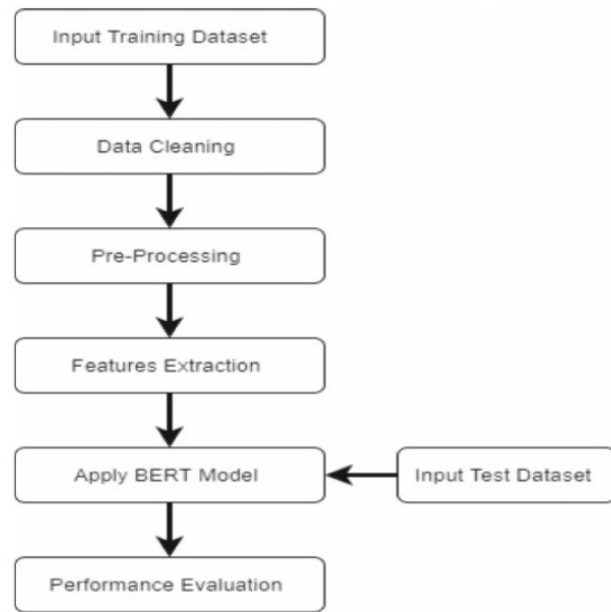 Input Training Dataset
Data Cleaning
Pre-Processing
Features Extraction
Apply BERT Model
Input Test Dataset
Performance Evaluation